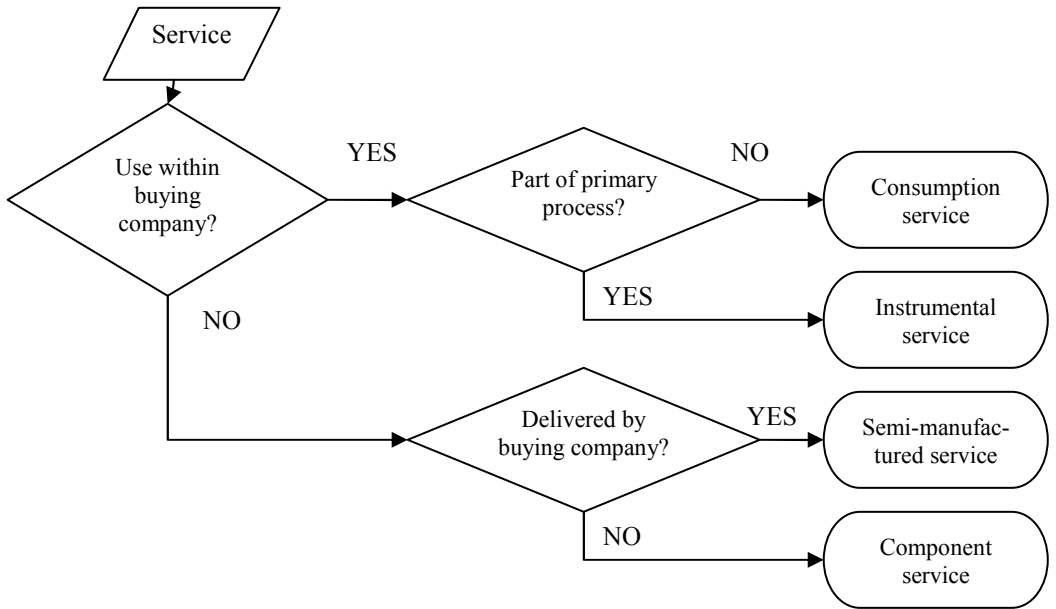 Service
Use within
buying
company?
YES
Part of primary
process?
NO
Consumption
service
YES
Instrumental
service
NO
Delivered by
buying company?
YES
Semi-manufac-
tured service
NO
Component
service